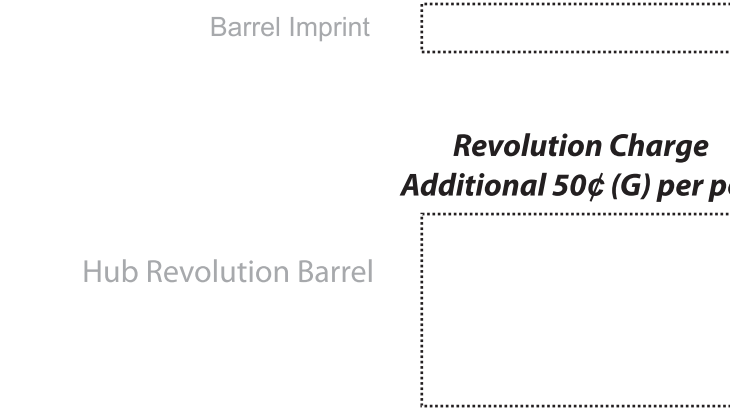 Barrel Imprint
Revolution Charge
Additional 50¢ (G) per
Hub Revolution Barrel